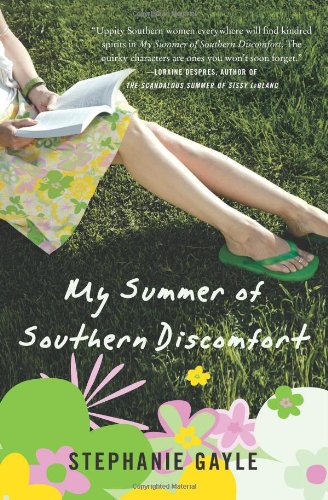 "Uppity Southern women everywhere will find kindred
spirits in My Summer of Southern Discomfort. The
quirky characters are ones you won't soon forget."
—LORRAINE DESPRES, AUTHOR OF
THE SCANDALOUS SUMMER OF SISSY LEBLANC
My Summer of
Southern Discomfort
STEPHANIE GAYLE